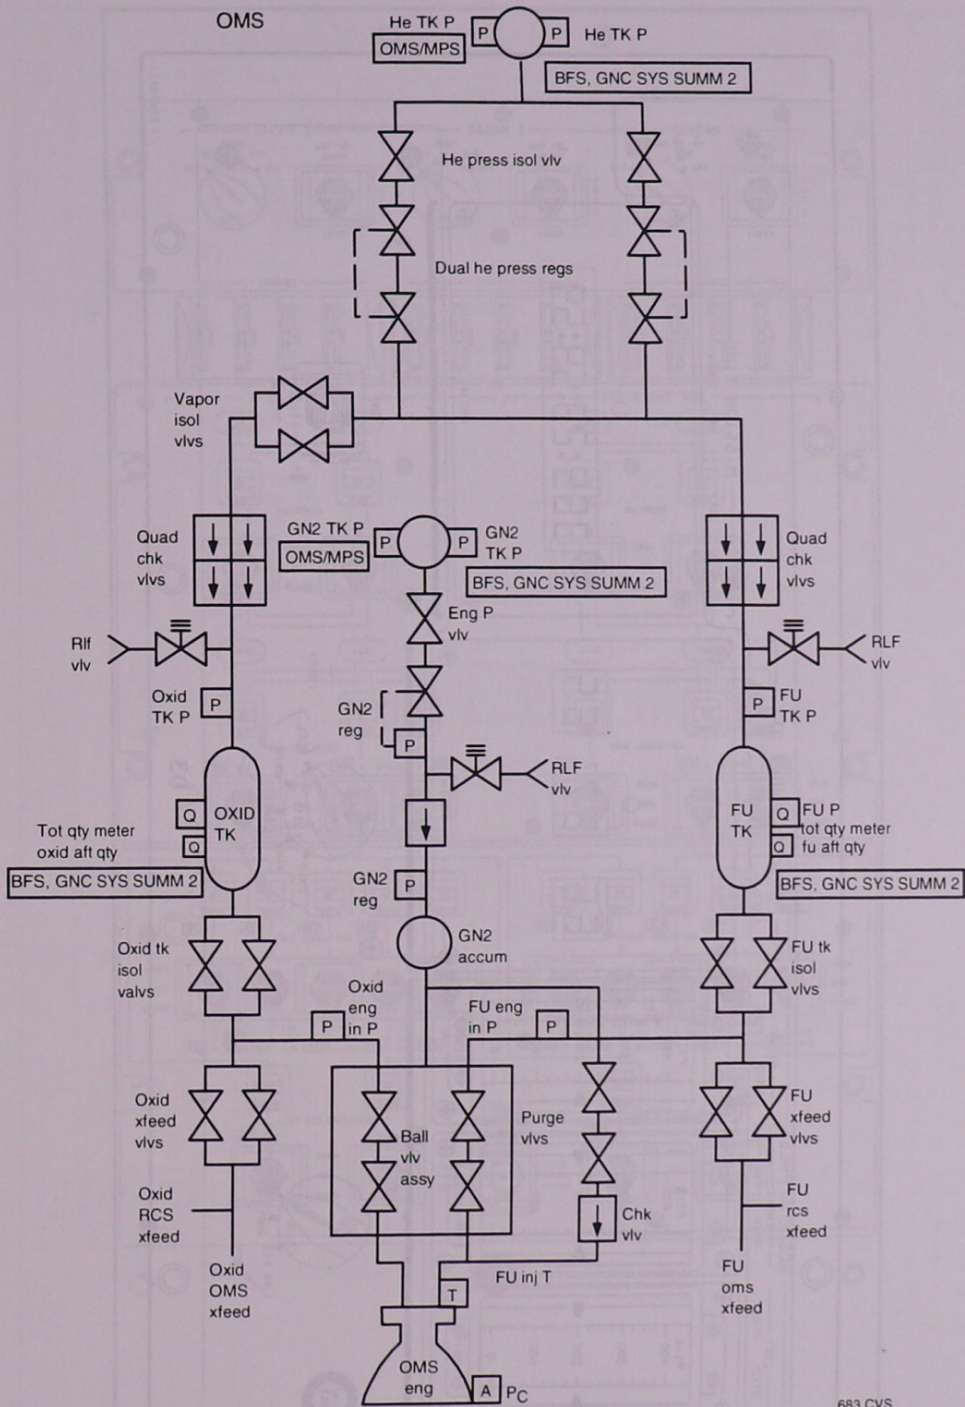 OMS
He TK P
P
P
He TK P
OMS/MPS
BFS, GNC SYS SUMM 2
He press isol vlv
Dual he press regs
Vapor
isol
vlvs
Quad
chk
vlvs
GN2 TK P
OMS/MPS
P
P
GN2
TK P
BFS, GNC SYS SUMM 2
Quad
chk
vlvs
Eng P
vlv
Rlf
vlv
RLF
vlv
Oxid
TK P
P
GN2
reg
P
P
FU
TK P
RLF
vlv
Q
OXID
TK
Q
Tot qty meter
oxid aft qty
BFS, GNC SYS SUMM 2
FU
TK
Q
FU P
tot qty meter
Q
fu aft qty
BFS, GNC SYS SUMM 2
GN2
reg
P
GN2
accum
Oxid tk
isol
valvs
FU tk
isol
vlvs
Oxid
eng
in P
P
FU eng
in P
P
Oxid
xfeed
vlvs
Ball
vlv
assy
Purge
vlvs
FU
xfeed
vlvs
Oxid
RCS
xfeed
Chk
vlv
FU
rcs
xfeed
Oxid
OMS
xfeed
FU inj T
T
FU
oms
xfeed
OMS
eng
A
PC
683 CVS